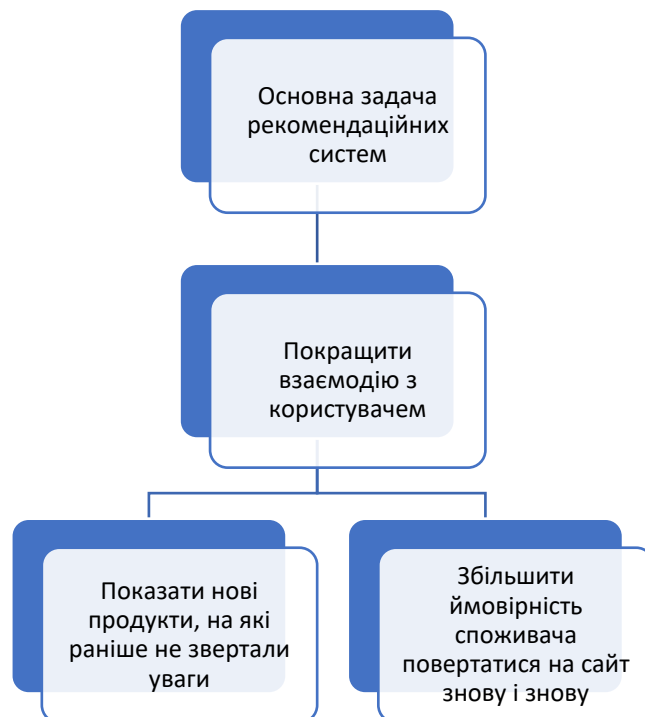 Основна задача
рекомендаційних
систем
Покращити
взаємодію з
користувачем
Показати нові
продукти, на які
раніше не звертали
уваги
Збільшити
ймовірність
споживача
повертатися на сайт
знову і знову